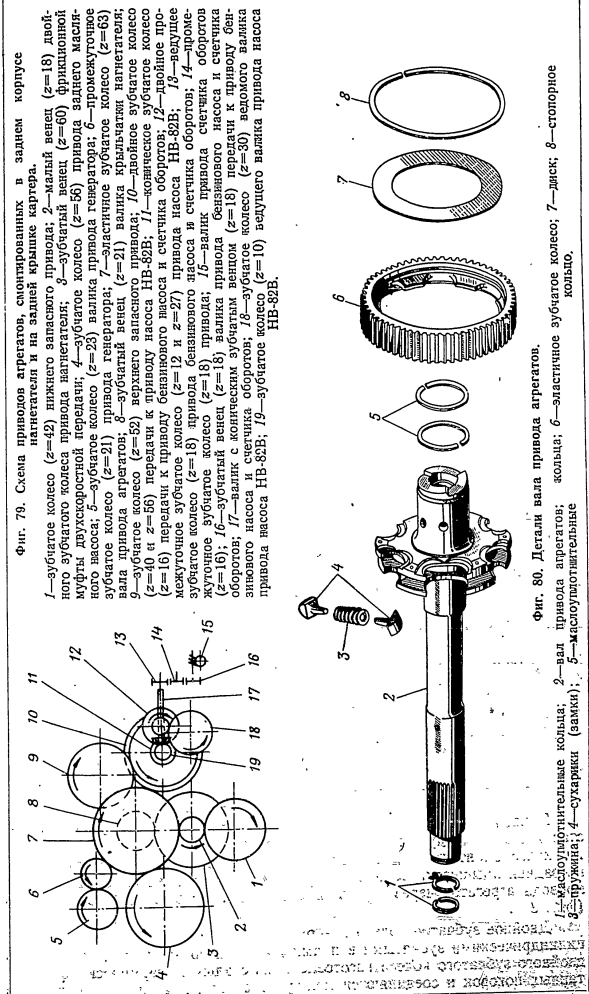 Фиг. 79. Схема приводов агрегатов, смонтированных в заднем корпусе
нагнетателя и на задней крышке картера.
1—зубчатое колесо (z=42) нижнего запасного привода; 2—малый венец (z=18) двой-
ного зубчатого колеса привода нагнетателя; 3—зубчатый венец (z=60) фрикционной
муфты двухскоростной передачи; 4—зубчатое колесо (z=56) привода заднего масля-
ного насоса; 5—зубчатое колесо (z=23) валика привода генератора; 6—промежуточное
зубчатое колесо (z=21) привода генератора; 7—эластичное зубчатое колесо (z=63)
вала привода агрегатов; 8—зубчатый венец (z=21) валика крыльчатки нагнетателя;
9—зубчатое колесо (z=52) верхнего запасного привода; 10—двойное зубчатое колесо
(z=40 и z=56) передачи к приводу насоса НВ-82В; 11—коническое зубчатое колесо
(z=16) передачи к приводу бензинового насоса и счетчика оборотов; 12—двойное про-
межуточное зубчатое колесо (z=12 и z=27) привода насоса НВ-82В; 13—ведущее
зубчатое колесо (z=18) привода бензинового насоса и счетчика оборотов; 14—проме-
жуточное зубчатое колесо (z=18) привода; 15—валик привода счетчика оборотов
(z=16); 16—зубчатый венец (z=18) валика привода бензинового насоса и счетчика
оборотов; 17—валик с коническим зубчатым венцом (z=18) передачи к приводу бен-
зинового насоса и счетчика оборотов; 18—зубчатое колесо (z=30) ведомого валика
привода насоса НВ-82В; 19—зубчатое колесо (z=10) ведущего валика привода насоса
НВ-82В.
1
2
3
4
5
6
7
8
9
10
11
12
13
14
15
16
17
18
19
1
2
3
4
5
6
7
8
Фиг. 80. Детали вала привода агрегатов.
1—маслоуплотнительные кольца; 2—вал привода агрегатов;
3—пружина; 4—сухарики (замки); 5—маслоуплотнительные
кольца; 6—эластичное зубчатое колесо; 7—диск; 8—стопорное
кольцо.